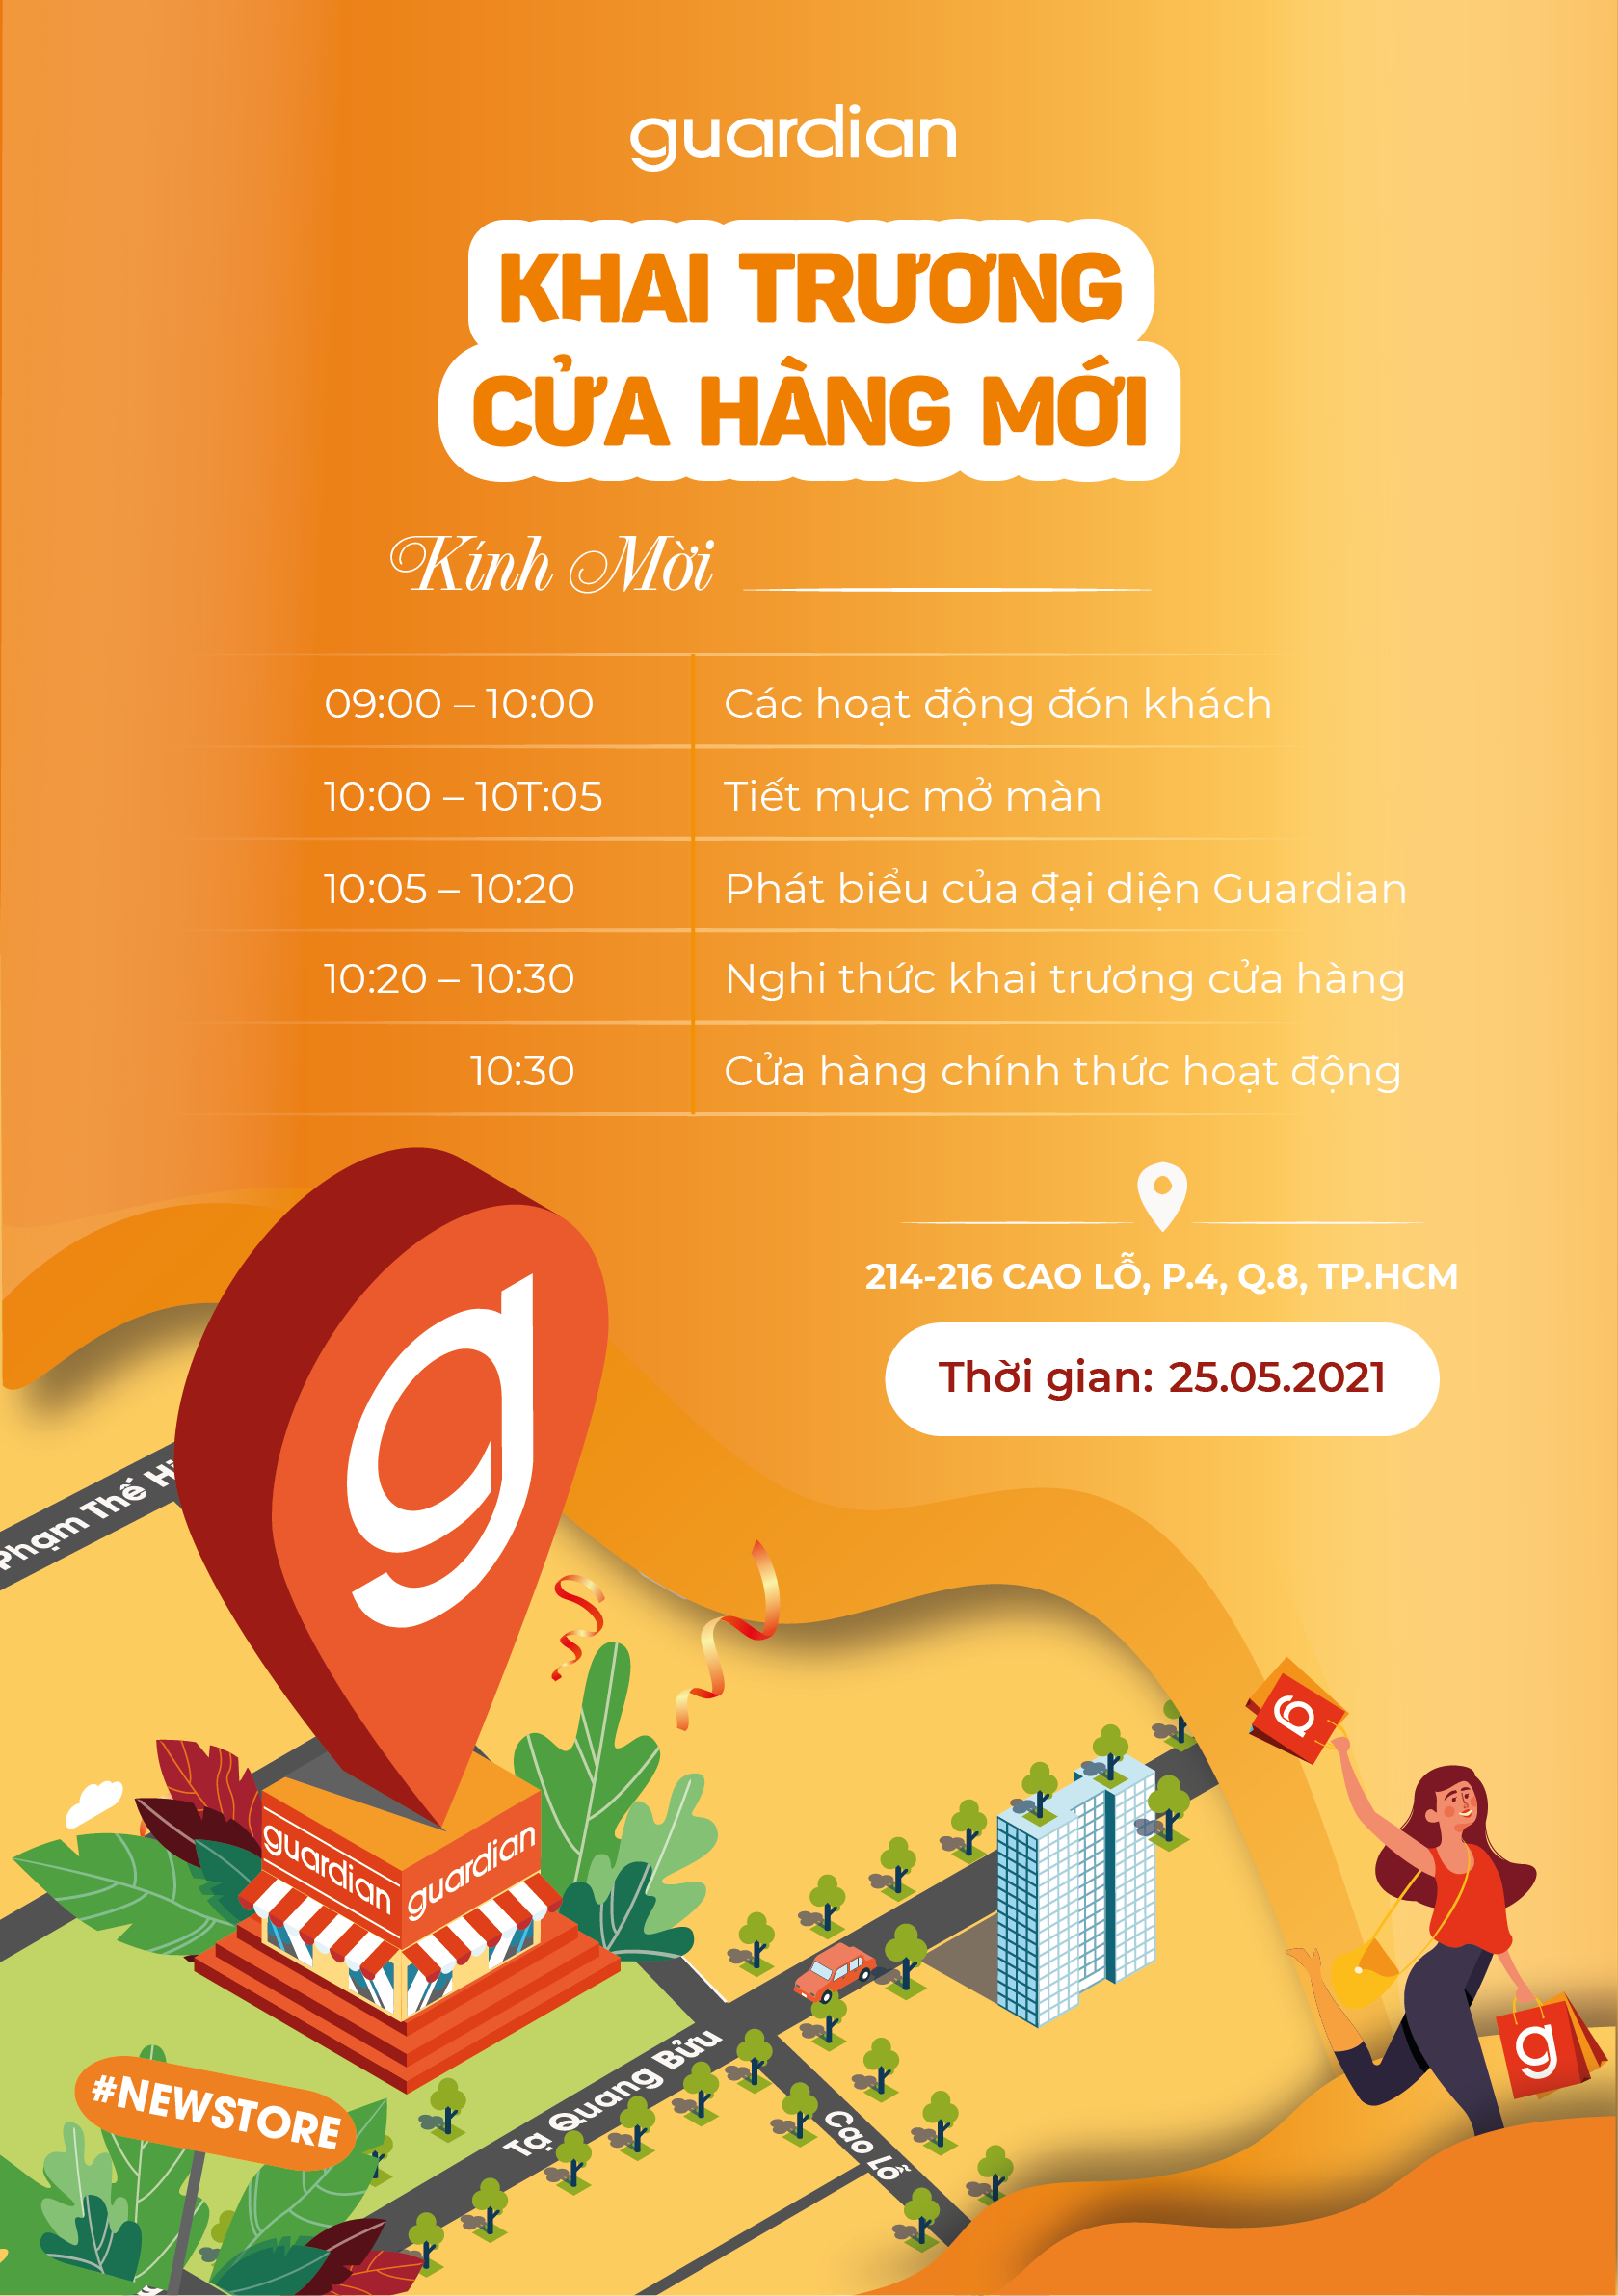 guardian
KHAI TRƯƠNG
CỬA HÀNG MỚI
Kính Mời
09:00 – 10:00 Các hoạt động đón khách
10:00 – 10T:05 Tiết mục mở màn
10:05 – 10:20 Phát biểu của đại diện Guardian
10:20 – 10:30 Nghi thức khai trương cửa hàng
10:30 Cửa hàng chính thức hoạt động
214-216 CAO LỖ, P.4, Q.8, TP.HCM
Thời gian: 25.05.2021
g
Phạm Thế
g
guardian
guardian
g
#NEWSTORE
Tạ Quang Bửu
Cao Lỗ